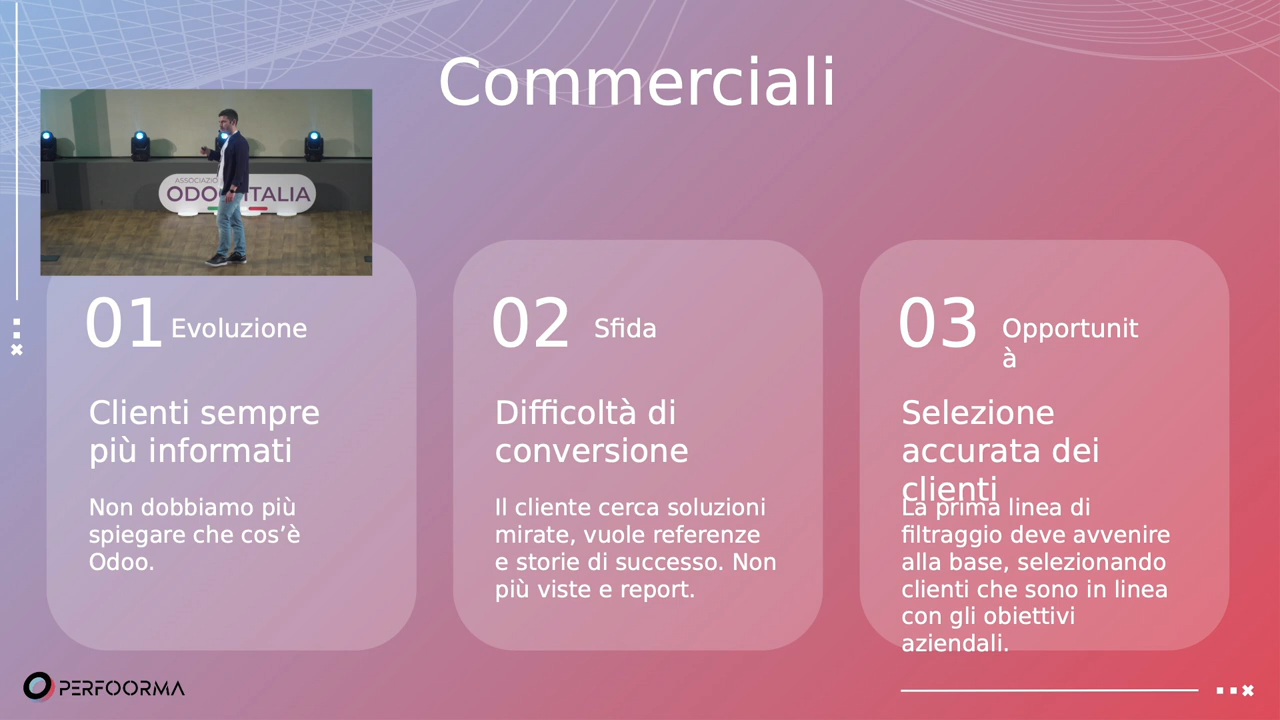 Commerciali
ASSOCIAZIO
ODO ITALIA
01 Evoluzione
Clienti sempre
più informati
Non dobbiamo più
spiegare che cos’è
Odoo.
02 Sfida
Difficoltà di
conversione
Il cliente cerca soluzioni
mirate, vuole referenze
e storie di successo. Non
più viste e report.
03 Opportunit
à
Selezione
accurata dei
clienti
La prima linea di
filtraggio deve avvenire
alla base, selezionando
clienti che sono in linea
con gli obiettivi
aziendali.
PERFOORMA